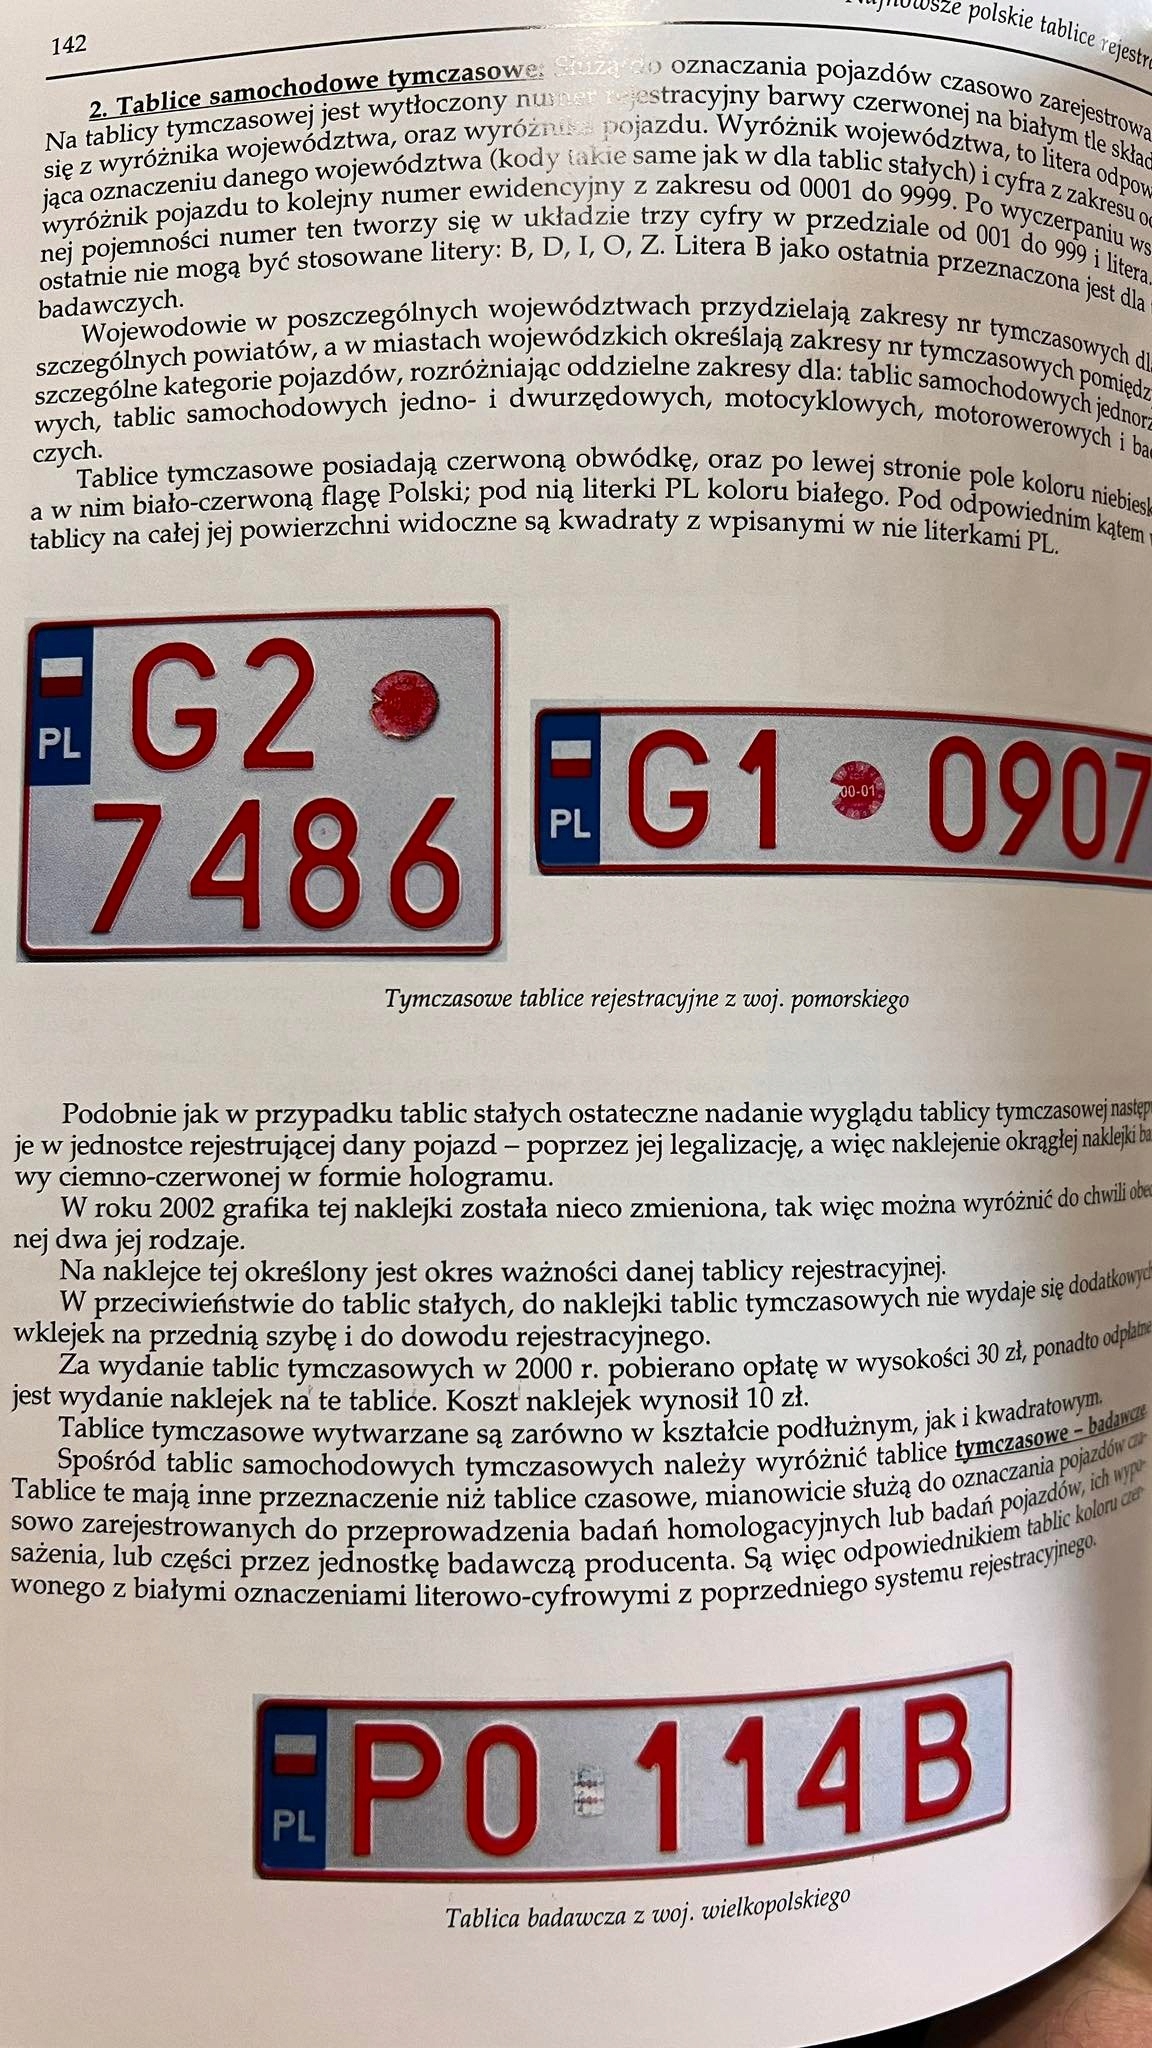 142
polskie tablice
2. Tablice samochodowe tymczasowe: Służą do oznaczania pojazdów czasowo
Na tablicy tymczasowej jest wytłoczony numer rejestracyjny barwy czerwonej na białym tle
się z wyróżnika województwa, oraz wyróżnika pojazdu. Wyróżnik województwa, to litera
jąca oznaczeniu danego województwa (kody takie same jak w dla tablic stałych) i cyfra z zakresu
wyróżnik pojazdu to kolejny numer ewidencyjny z zakresu od 0001 do 9999. Po wyczerpaniu
nej pojemności numer ten tworzy się w układzie trzy cyfry w przedziale od 001 do 999 i litera.
ostatnie nie mogą być stosowane litery: B, D, I, O, Z. Litera B jako ostatnia przeznaczona jest dla
badawczych.
Wojewodowie w poszczególnych województwach przydzielają zakresy nr tymczasowych
szczególnych powiatów, a w miastach wojewódzkich określają zakresy nr tymczasowych
szczególne kategorie pojazdów, rozróżniając oddzielne zakresy dla: tablic samochodowych
wych, tablic samochodowych jedno- i dwurzędowych, motocyklowych, motorowerowych i
czych.
Tablice tymczasowe posiadają czerwoną obwódkę, oraz po lewej stronie pole koloru
a w nim biało-czerwoną flagę Polski; pod nią literki PL koloru białego. Pod odpowiednim kątem
tablicy na całej jej powierzchni widoczne są kwadraty z wpisanymi w nie literkami PL.
PL G2
7486
PL G1 00-01 0907
Tymczasowe tablice rejestracyjne z woj. pomorskiego
Podobnie jak w przypadku tablic stałych ostateczne nadanie wyglądu tablicy tymczasowej
je w jednostce rejestrującej dany pojazd – poprzez jej legalizację, a więc naklejenie okrągłej naklejki
wy ciemno-czerwonej w formie hologramu.
W roku 2002 grafika tej naklejki została nieco zmieniona, tak więc można wyróżnić do chwili
nej dwa jej rodzaje.
Na naklejce tej określony jest okres ważności danej tablicy rejestracyjnej.
W przeciwieństwie do tablic stałych, do naklejki tablic tymczasowych nie wydaje się dodatkowych
wklejek na przednią szybę i do dowodu rejestracyjnego.
Za wydanie tablic tymczasowych w 2000 r. pobierano opłatę w wysokości 30 zł, ponadto odpłatne
jest wydanie naklejek na te tablice. Koszt naklejek wynosił 10 zł.
Tablice tymczasowe wytwarzane są zarówno w kształcie podłużnym, jak i kwadratowym.
Spośród tablic samochodowych tymczasowych należy wyróżnić tablice tymczasowe – badawcze
Tablice te mają inne przeznaczenie niż tablice czasowe, mianowicie służą do oznaczania pojazdów cza-
sowo zarejestrowanych do przeprowadzenia badań homologacyjnych lub badań pojazdów, ich wypo-
sażenia, lub części przez jednostkę badawczą producenta. Są więc odpowiednikiem tablic koloru czer-
wonego z białymi oznaczeniami literowo-cyfrowymi z poprzedniego systemu rejestracyjnego.
PL P0 114B
Tablica badawcza z woj. wielkopolskiego